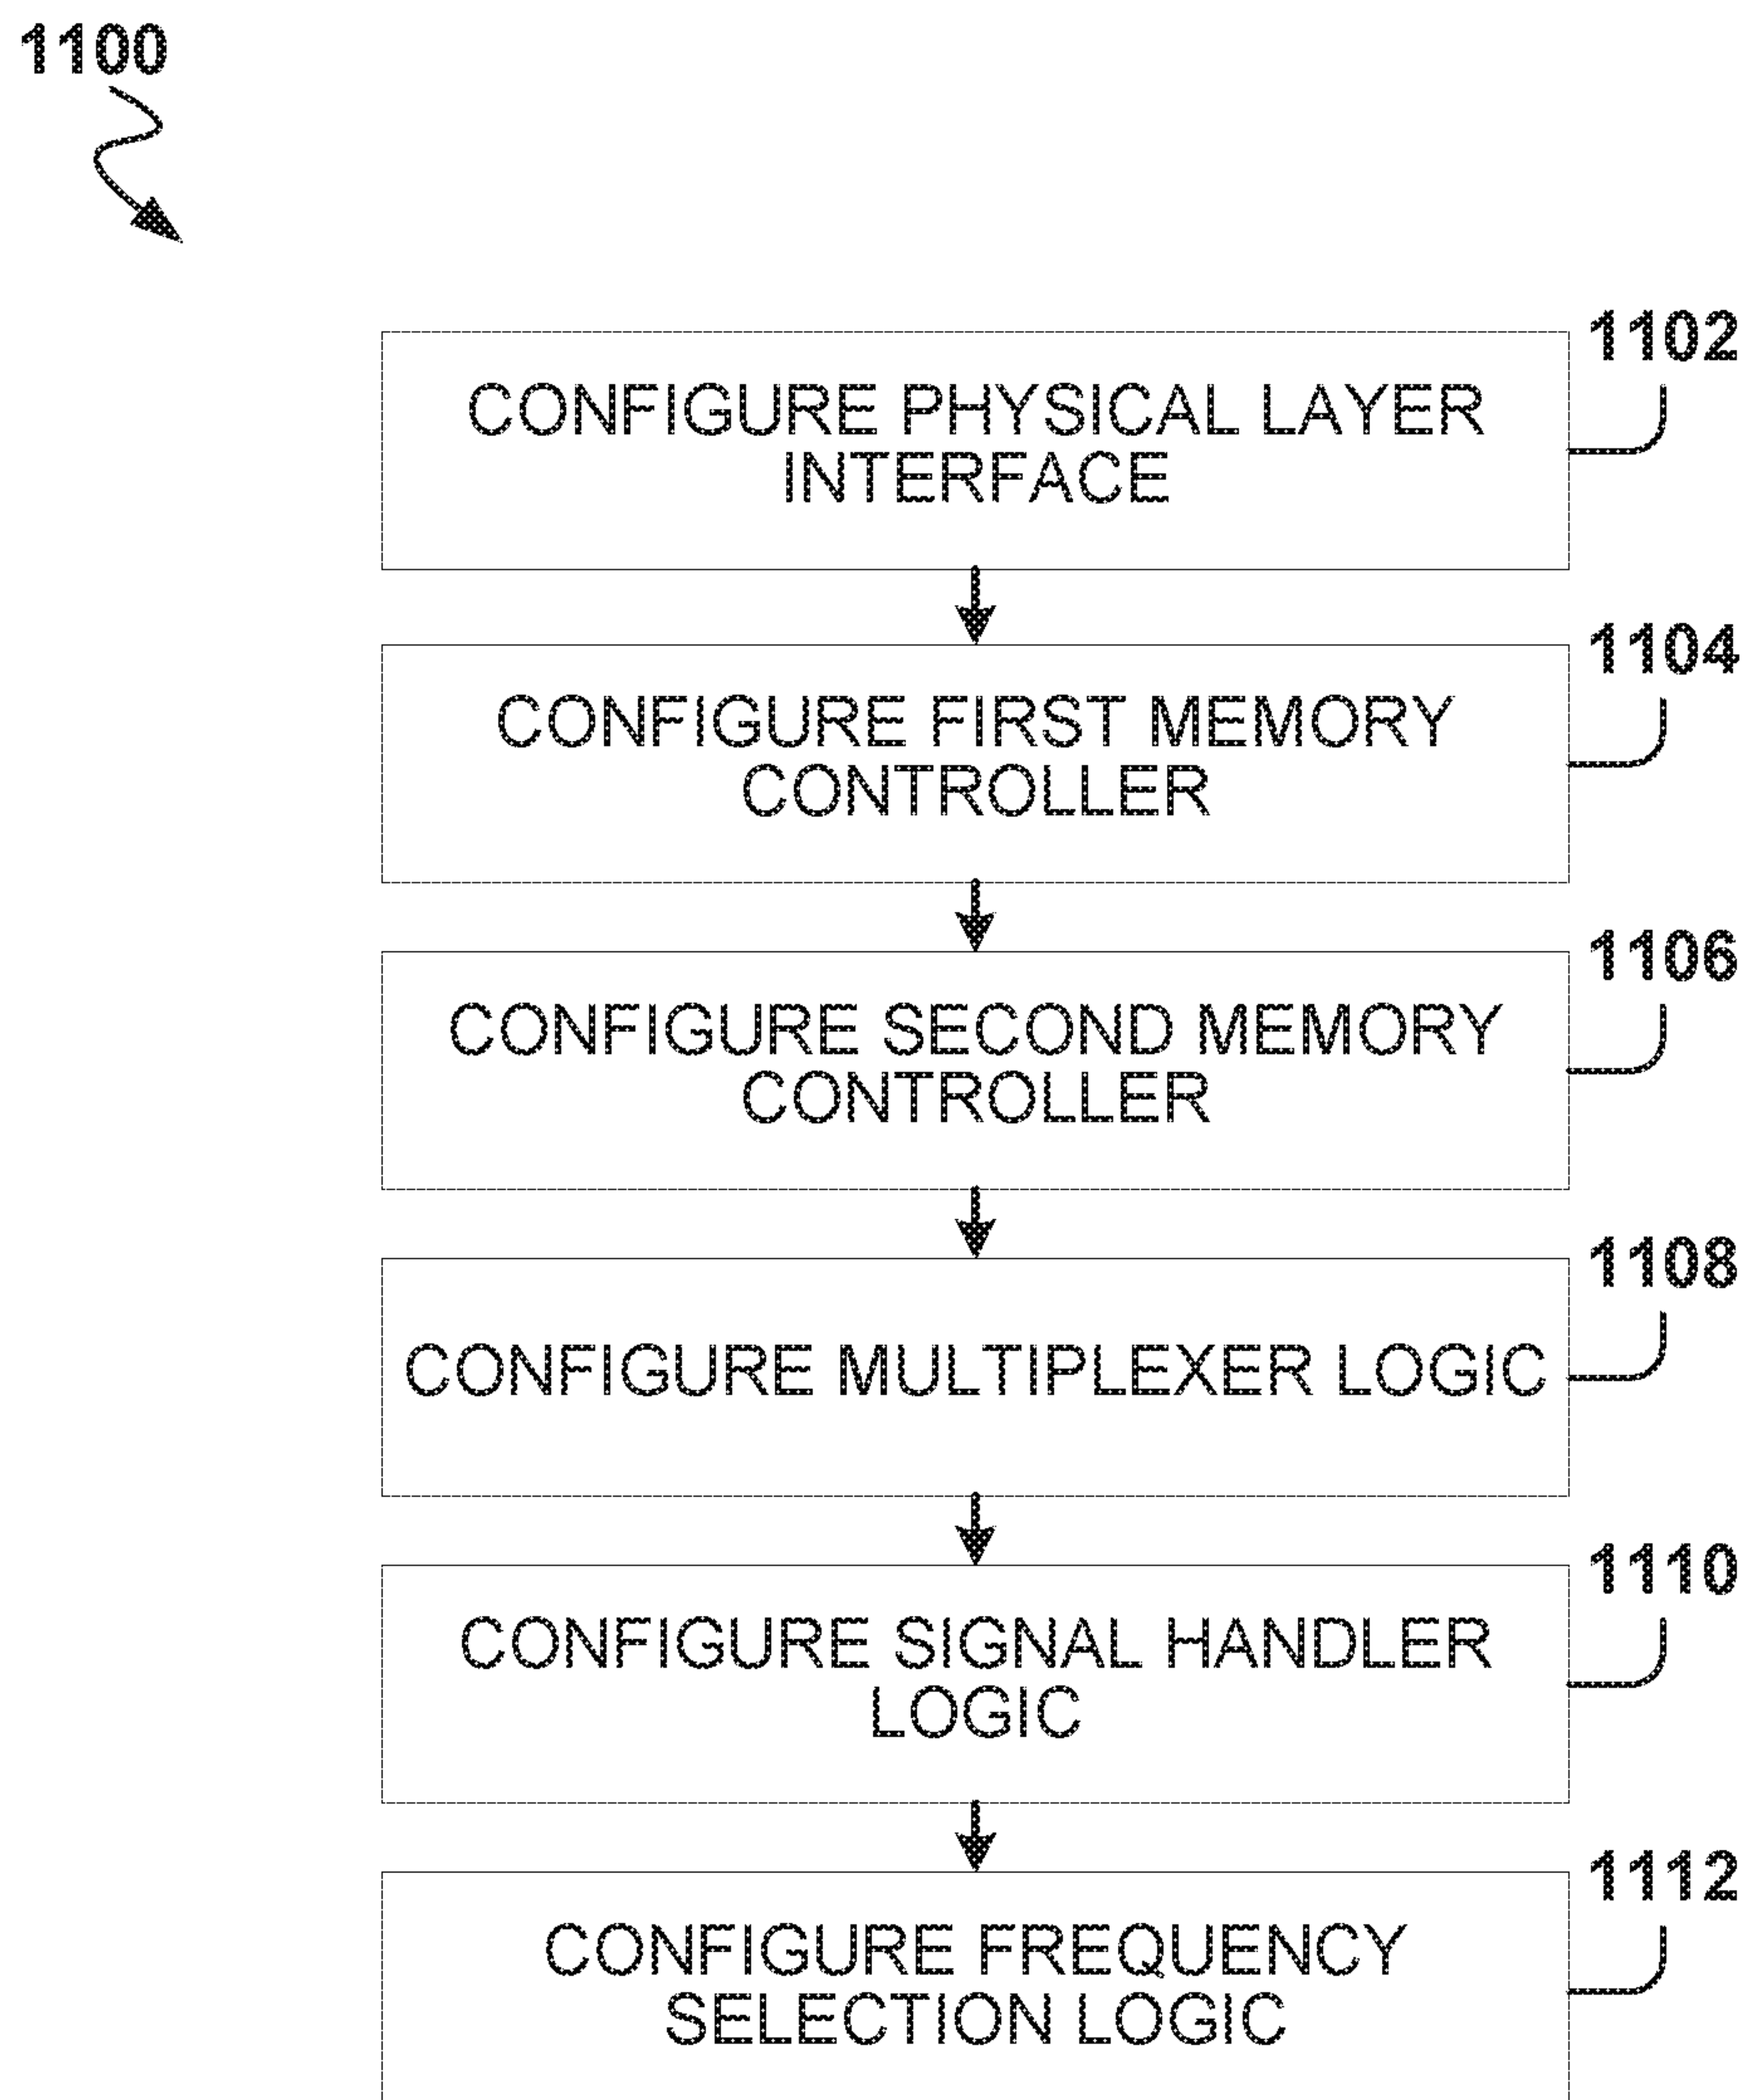 1100
1102
CONFIGURE PHYSICAL LAYER
INTERFACE
1104
CONFIGURE FIRST MEMORY
CONTROLLER
1106
CONFIGURE SECOND MEMORY
CONTROLLER
1108
CONFIGURE MULTIPLEXER LOGIC
1110
CONFIGURE SIGNAL HANDLER
LOGIC
1112
CONFIGURE FREQUENCY
SELECTION LOGIC